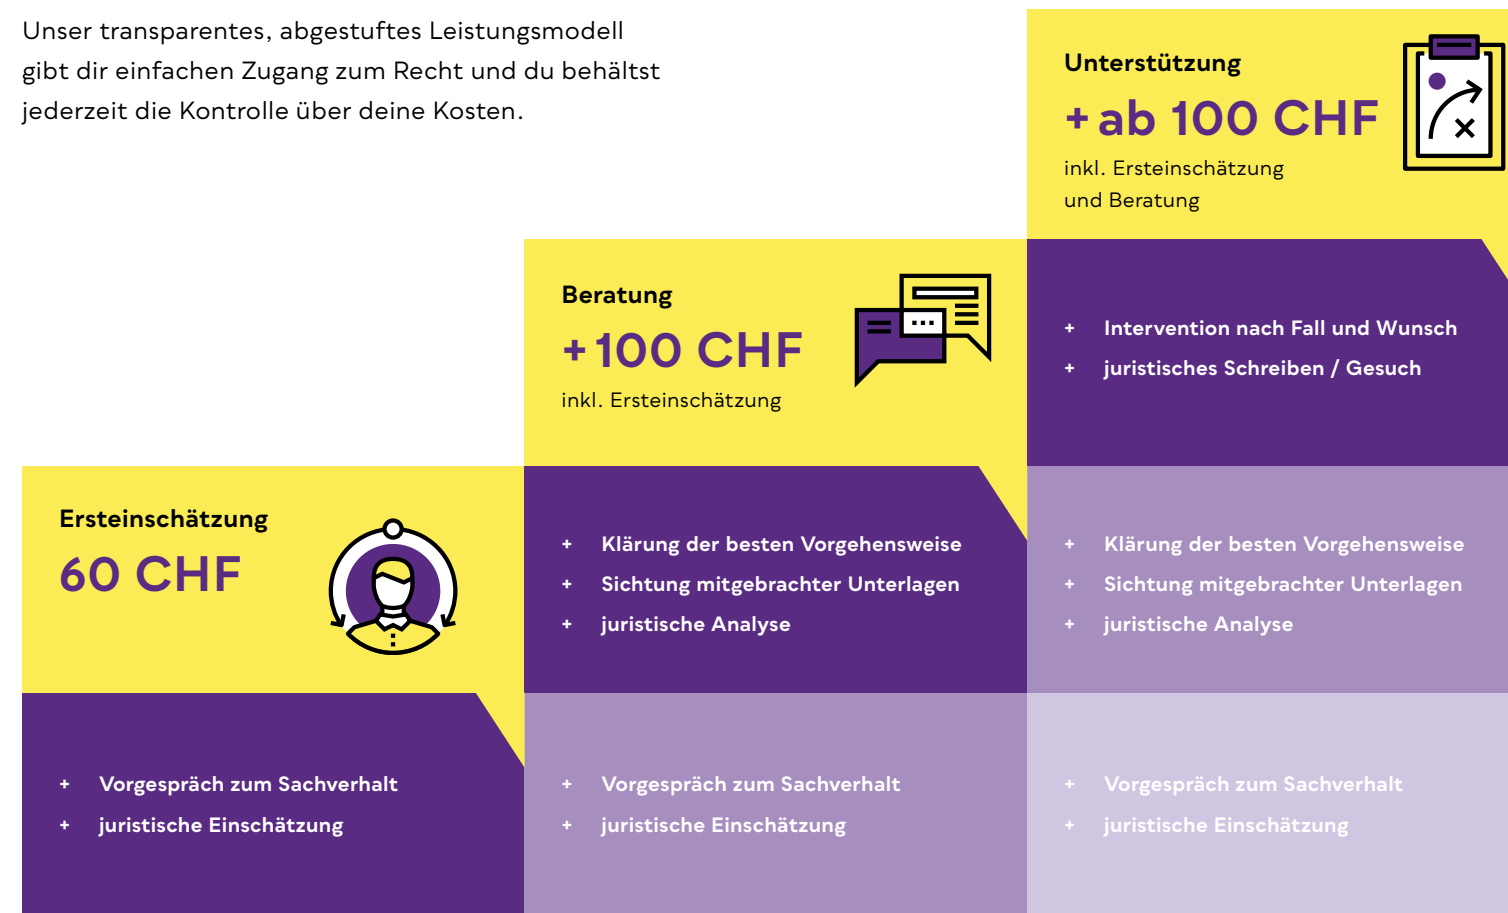 Unser transparentes, abgestuftes Leistungsmodell
gibt dir einfachen Zugang zum Recht und du behältst
jederzeit die Kontrolle über deine Kosten.
Ersteinschätzung
60 CHF
+ Vorgespräch zum Sachverhalt
+ juristische Einschätzung
Beratung
+ 100 CHF
inkl. Ersteinschätzung
+ Klärung der besten Vorgehensweise
+ Sichtung mitgebrachter Unterlagen
+ juristische Analyse
+ Vorgespräch zum Sachverhalt
+ juristische Einschätzung
Unterstützung
+ ab 100 CHF
inkl. Ersteinschätzung
und Beratung
+ Intervention nach Fall und Wunsch
+ juristisches Schreiben / Gesuch
+ Klärung der besten Vorgehensweise
+ Sichtung mitgebrachter Unterlagen
+ juristische Analyse
+ Vorgespräch zum Sachverhalt
+ juristische Einschätzung